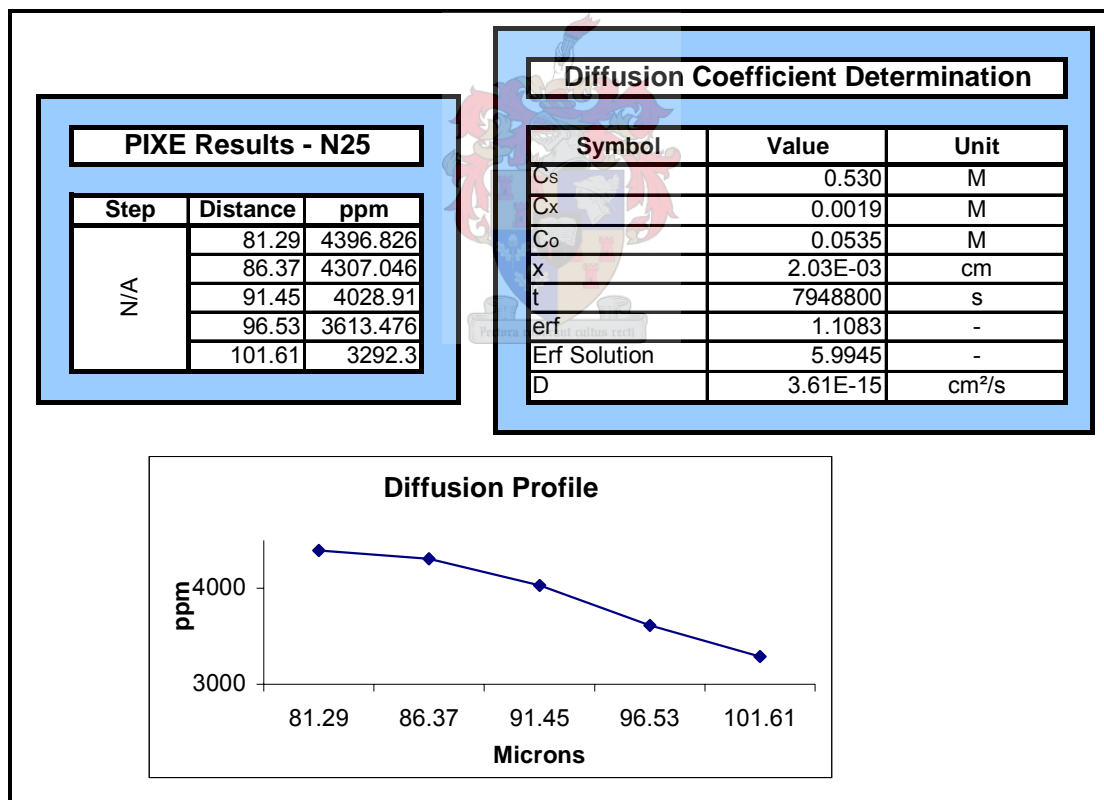 PIXE Results - N25
Step Distance ppm
N/A
81.29 4396.826
86.37 4307.046
91.45 4028.91
96.53 3613.476
101.61 3292.3
Diffusion Coefficient Determination
Symbol Value Unit
Cs 0.530 M
Cx 0.0019 M
Co 0.0535 M
x 2.03E-03 cm
t 7948800 s
erf 1.1083 -
Erf Solution 5.9945 -
D 3.61E-15 cm²/s
Pectura cultus recti
Diffusion Profile
ppm
4000
3000
81.29 86.37 91.45 96.53 101.61
Microns